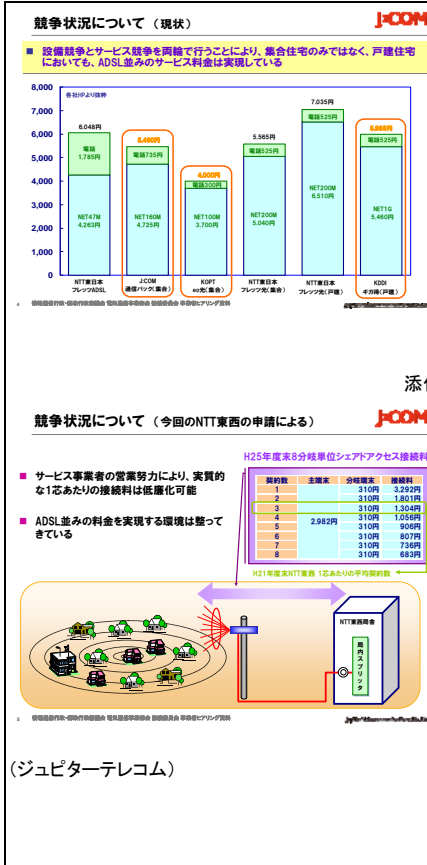 競争状況について（現状）
J:COM
■ 設備競争とサービス競争を両輪で行うことにより、集合住宅のみではなく、戸建住宅
においても、ADSL並みのサービス料金は実現している
各社HPより抜粋
8,000
7,000
6,000
5,000
4,000
3,000
2,000
1,000
0
6,048円
電話
1,785円
NET47M
4,263円
NTT東日本
フレッツADSL
5,460円
電話735円
NET160M
4,725円
J:COM
通信パック(集合)
4,000円
電話300円
NET100M
3,700円
KOPT
eo光(集合)
5,565円
電話525円
NET200M
5,040円
NTT東日本
フレッツ光(集合)
7,035円
電話525円
NET200M
6,510円
NTT東日本
フレッツ光(戸建)
電話525円
NET1G
5,460円
KDDI
ギガ得(戸建)
4
添
競争状況について（今回のNTT東西の申請による）
J:COM
H25年度末8分岐単位シェアドアクセス接続料
■ サービス事業者の営業努力により、実質的
な1芯あたりの接続料は低廉化可能
■ ADSL並みの料金を実現する環境は整って
きている
契約数 主端末 分岐端末 接続料
1 310円 3,292円
2 310円 1,801円
3 310円 1,304円
4 2,982円 310円 1,056円
5 310円 906円
6 310円 807円
7 310円 736円
8 310円 683円
H21年度末NTT東西 1芯あたりの平均契約数
NTT東西局舎
局内スプリッタ
5
(ジュピターテレコム)